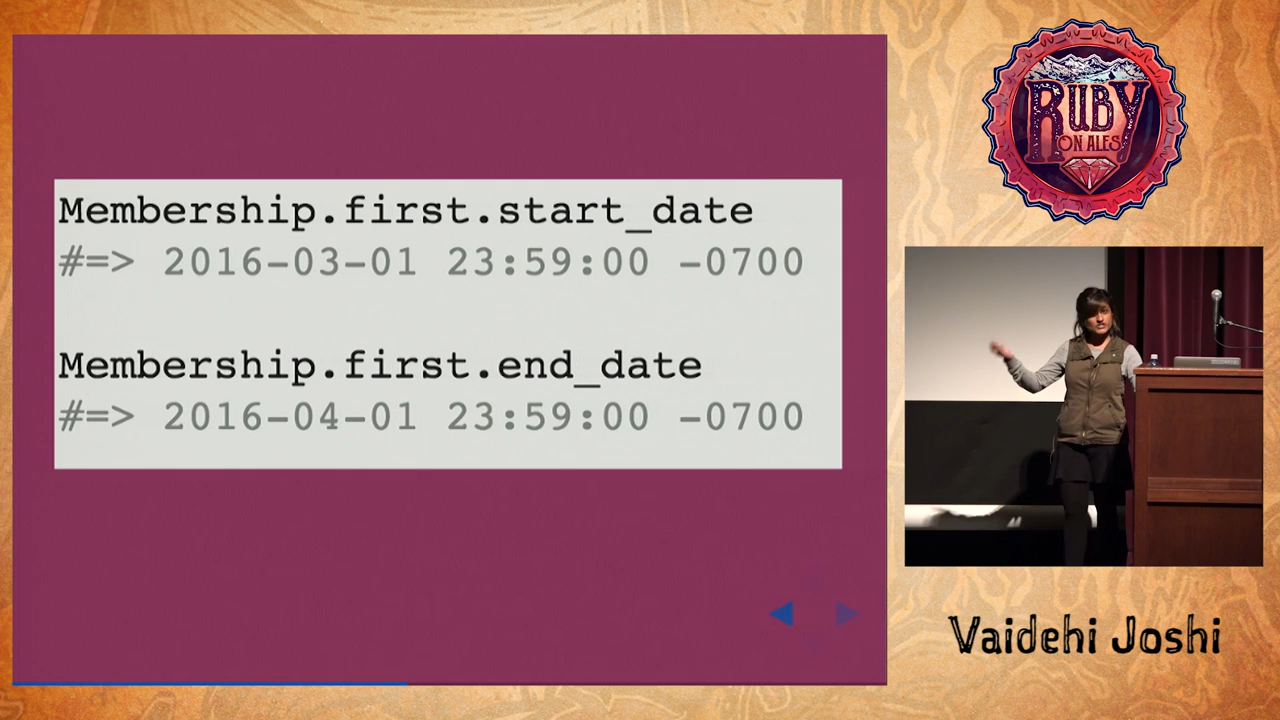 Membership.first.start_date
#=> 2016-03-01 23:59:00 -0700
Membership.first.end_date
#=> 2016-04-01 23:59:00 -0700
RUBY
ON ALES
Vaidehi Joshi